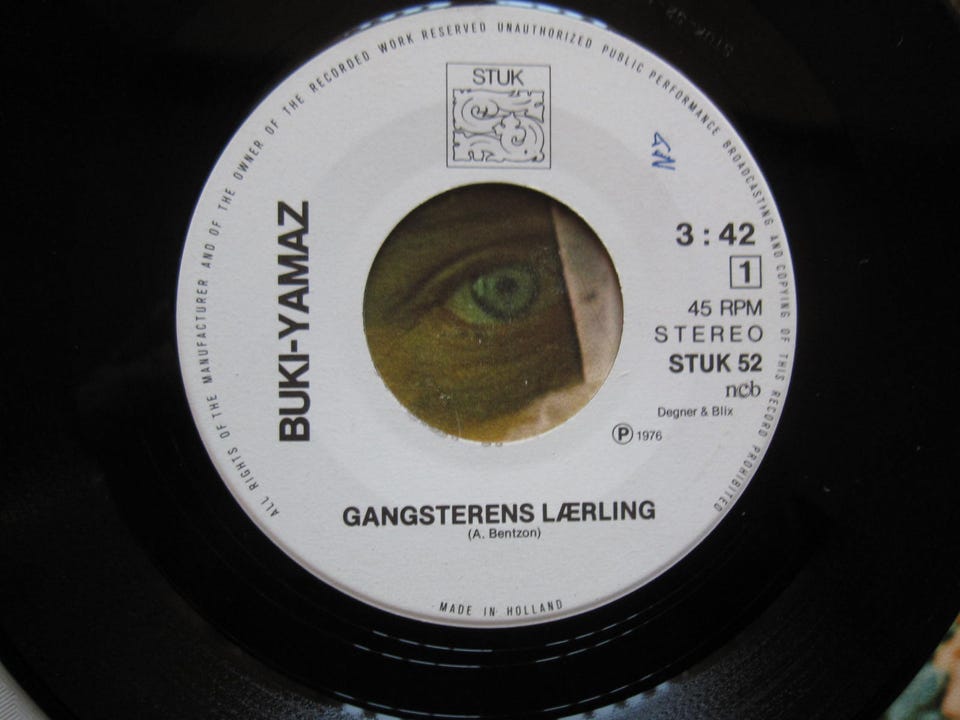 ALL RIGHTS OF THE MANUFACTURER AND OF THE OWNER OF THE RECORDED WORK RESERVED UNAUTHORIZED PUBLIC PERFORMANCE BROADCASTING AND COPYING OF THIS RECORD PROHIBITED
STUK
BUKI-YAMAZ
3:42
1
45 RPM
STEREO
STUK 52
ncb
Degner & Blix
Ⓟ 1976
GANGSTERENS LÆRLING
(A. Bentzon)
MADE IN HOLLAND